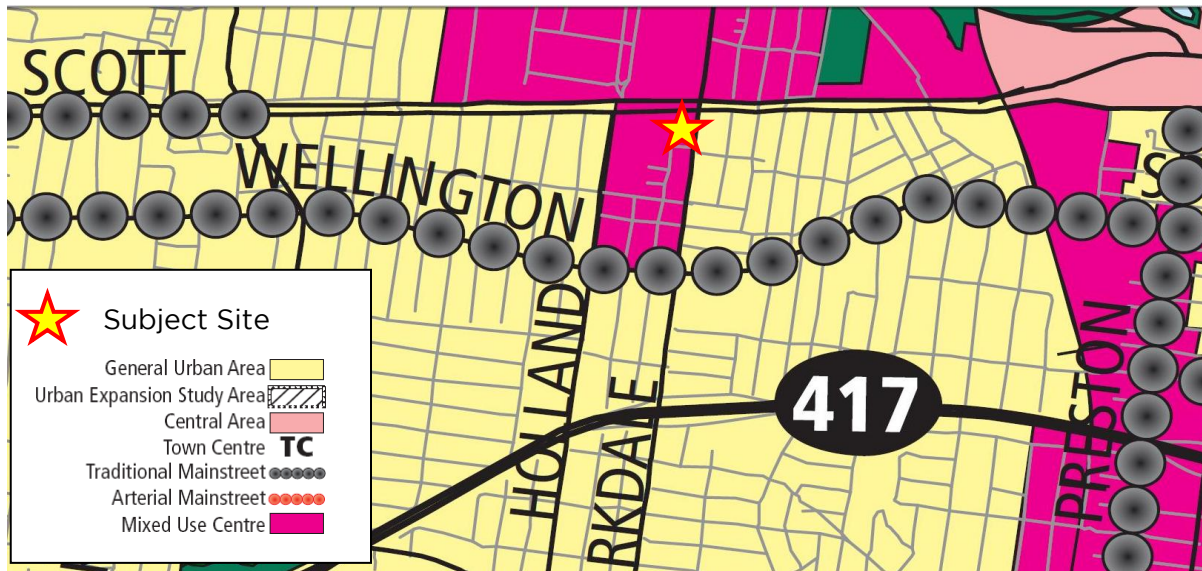 SCOTT
WELLINGTON
HOLLAND
RKDALE
417
PRESTON
S
Subject Site
General Urban Area
Urban Expansion Study Area
Central Area
Town Centre TC
Traditional Mainstreet
Arterial Mainstreet
Mixed Use Centre